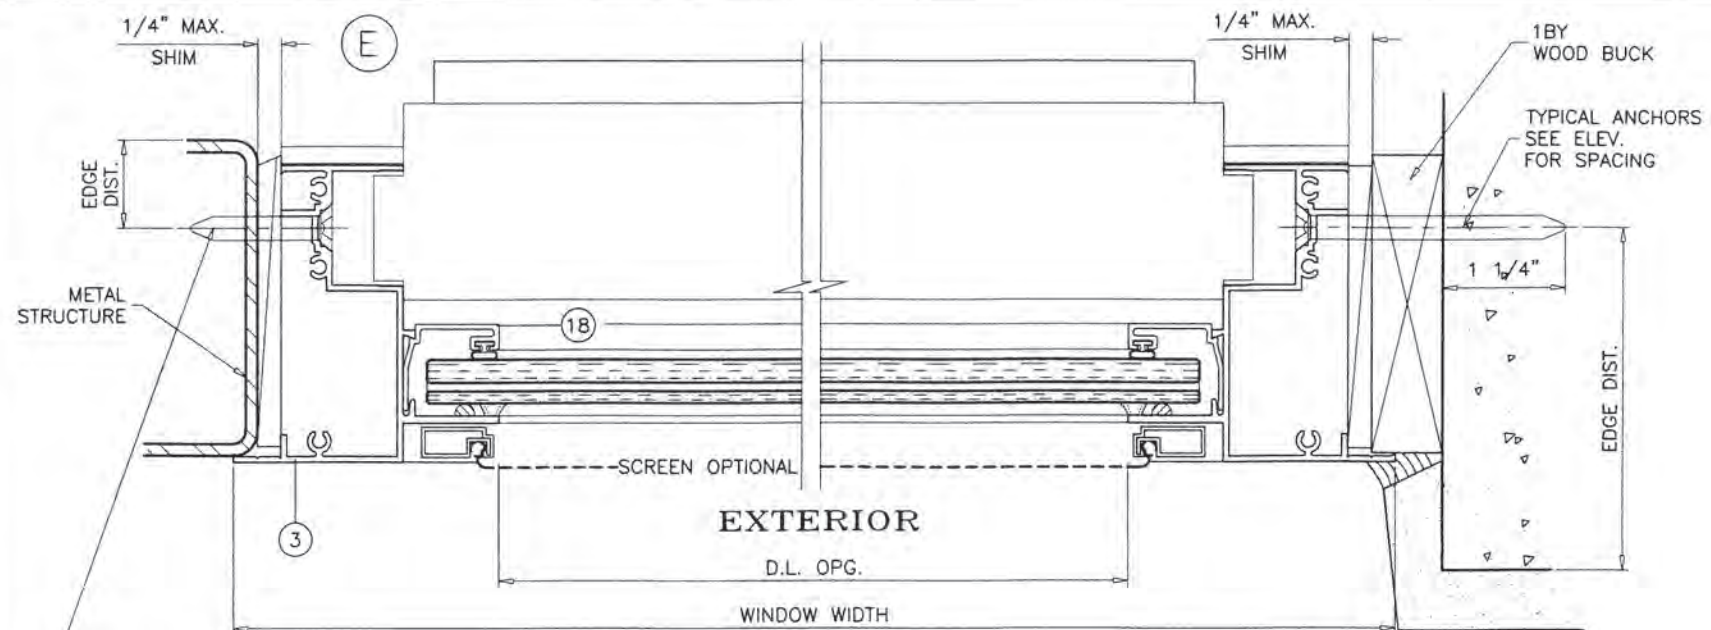 1/4" MAX.
SHIM
E
1/4" MAX.
SHIM
1BY
WOOD BUCK
TYPICAL ANCHORS
SEE ELEV.
FOR SPACING
EDGE
DIST.
METAL
STRUCTURE
1 1/4"
18
EDGE DIST.
SCREEN OPTIONAL
3
EXTERIOR
D.L. OPG.
WINDOW WIDTH